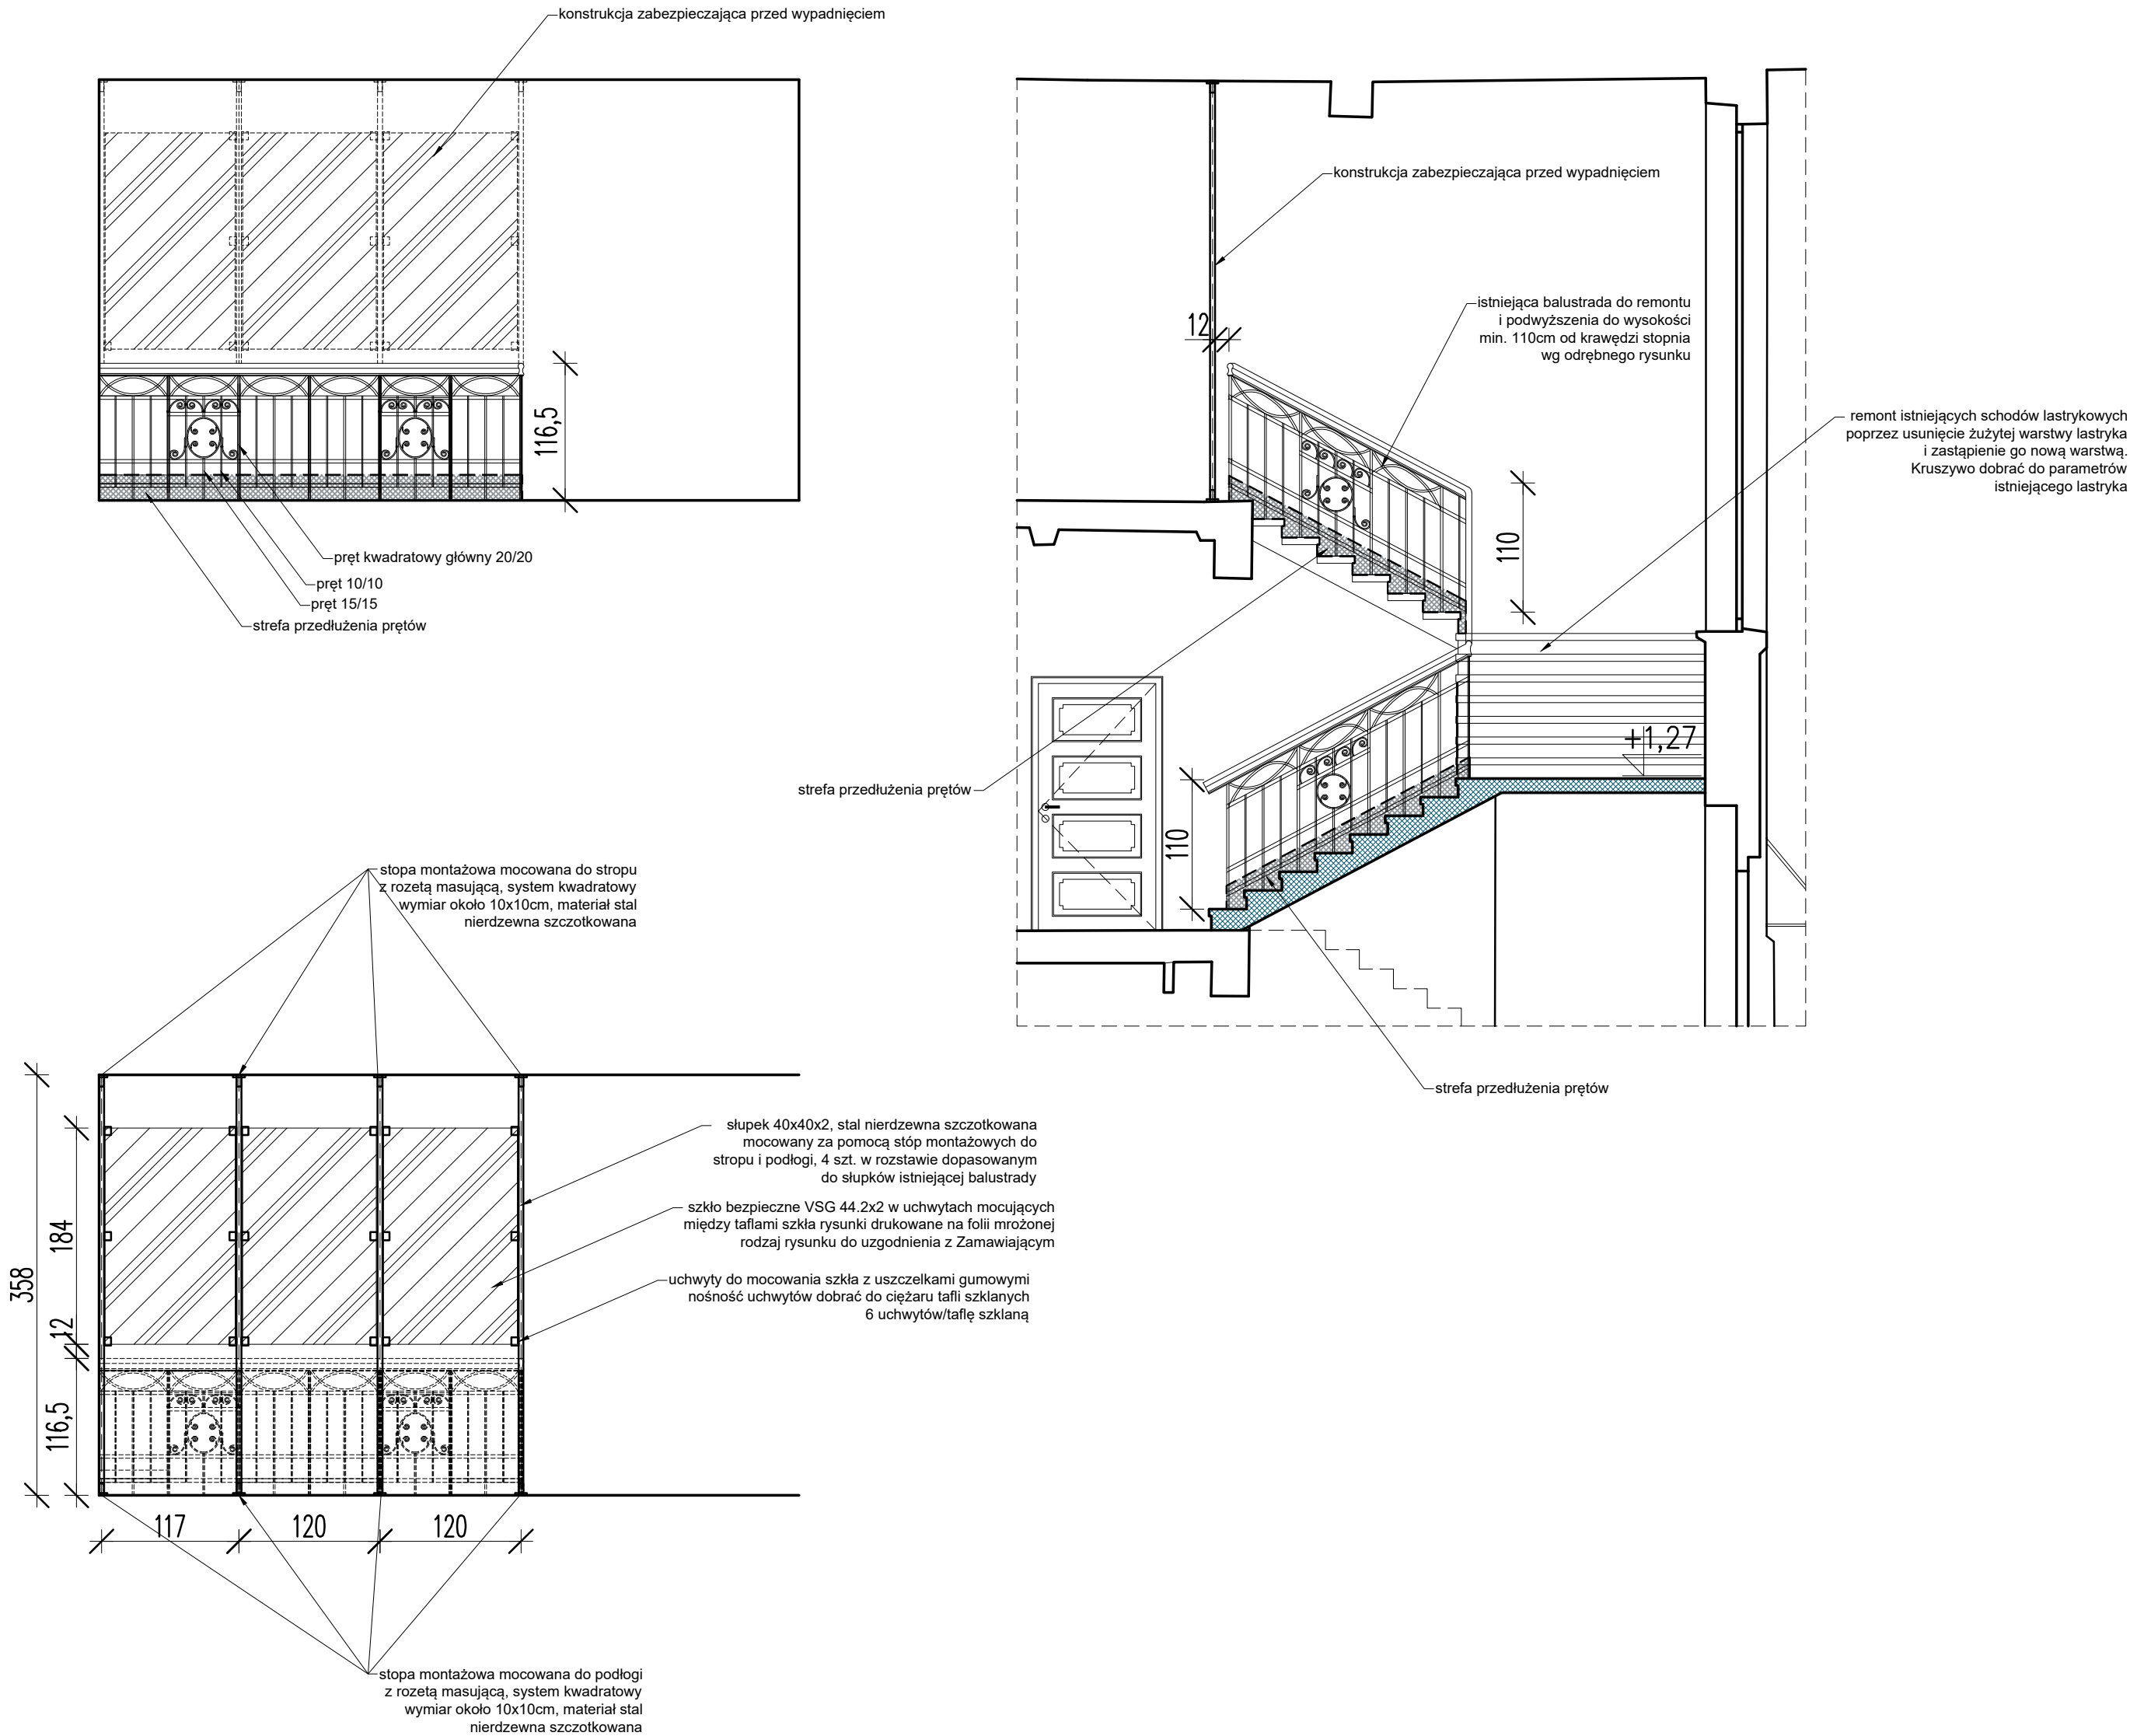 konstrukcja zabezpieczająca przed wypadnięciem
116,5
pręt kwadratowy główny 20/20
pręt 10/10
pręt 15/15
strefa przedłużenia prętów
konstrukcja zabezpieczająca przed wypadnięciem
istniejąca balustrada do remontu
i podwyższenia do wysokości
min. 110cm od krawędzi stopnia
wg odrębnego rysunku
12
remont istniejących schodów lastrykowych
poprzez usunięcie zużytej warstwy lastryka
i zastąpienie go nową warstwą.
Kruszywo dobrać do parametrów
istniejącego lastryka
110
+1,27
strefa przedłużenia prętów
110
strefa przedłużenia prętów
stopa montażowa mocowana do stropu
z rozetą masującą, system kwadratowy
wymiar około 10x10cm, materiał stal
nierdzewna szczotkowana
słupek 40x40x2, stal nierdzewna szczotkowana
mocowany za pomocą stóp montażowych do
stropu i podłogi, 4 szt. w rozstawie dopasowanym
do słupków istniejącej balustrady
szkło bezpieczne VSG 44.2x2 w uchwytach mocujących
między taflami szkła rysunki drukowane na folii mrożonej
rodzaj rysunku do uzgodnienia z Zamawiającym
uchwyty do mocowania szkła z uszczelkami gumowymi
nośność uchwytów dobrać do ciężaru tafli szklanych
6 uchwytów/taflę szklaną
358
184
12
116,5
117
120
120
stopa montażowa mocowana do podłogi
z rozetą masującą, system kwadratowy
wymiar około 10x10cm, materiał stal
nierdzewna szczotkowana